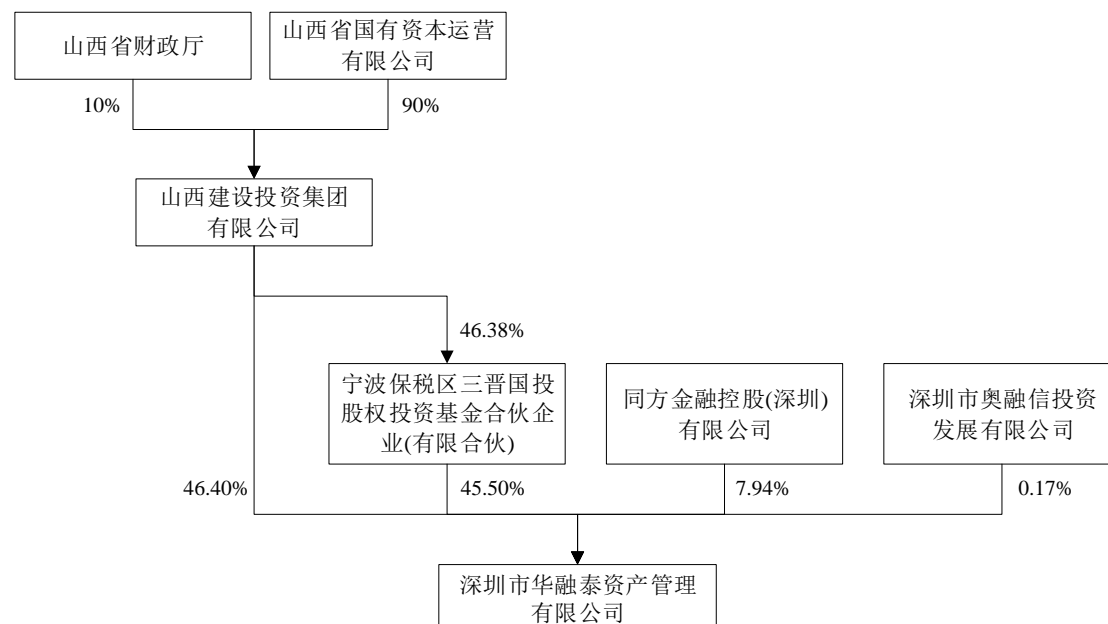 山西省财政厅
山西省国有资本运营
有限公司
10%
90%
山西建设投资集团
有限公司
46.38%
宁波保税区三晋国投
股权投资基金合伙企
业(有限合伙)
同方金融控股(深圳)
有限公司
深圳市奥融信投资
发展有限公司
46.40%
45.50%
7.94%
0.17%
深圳市华融泰资产管理
有限公司